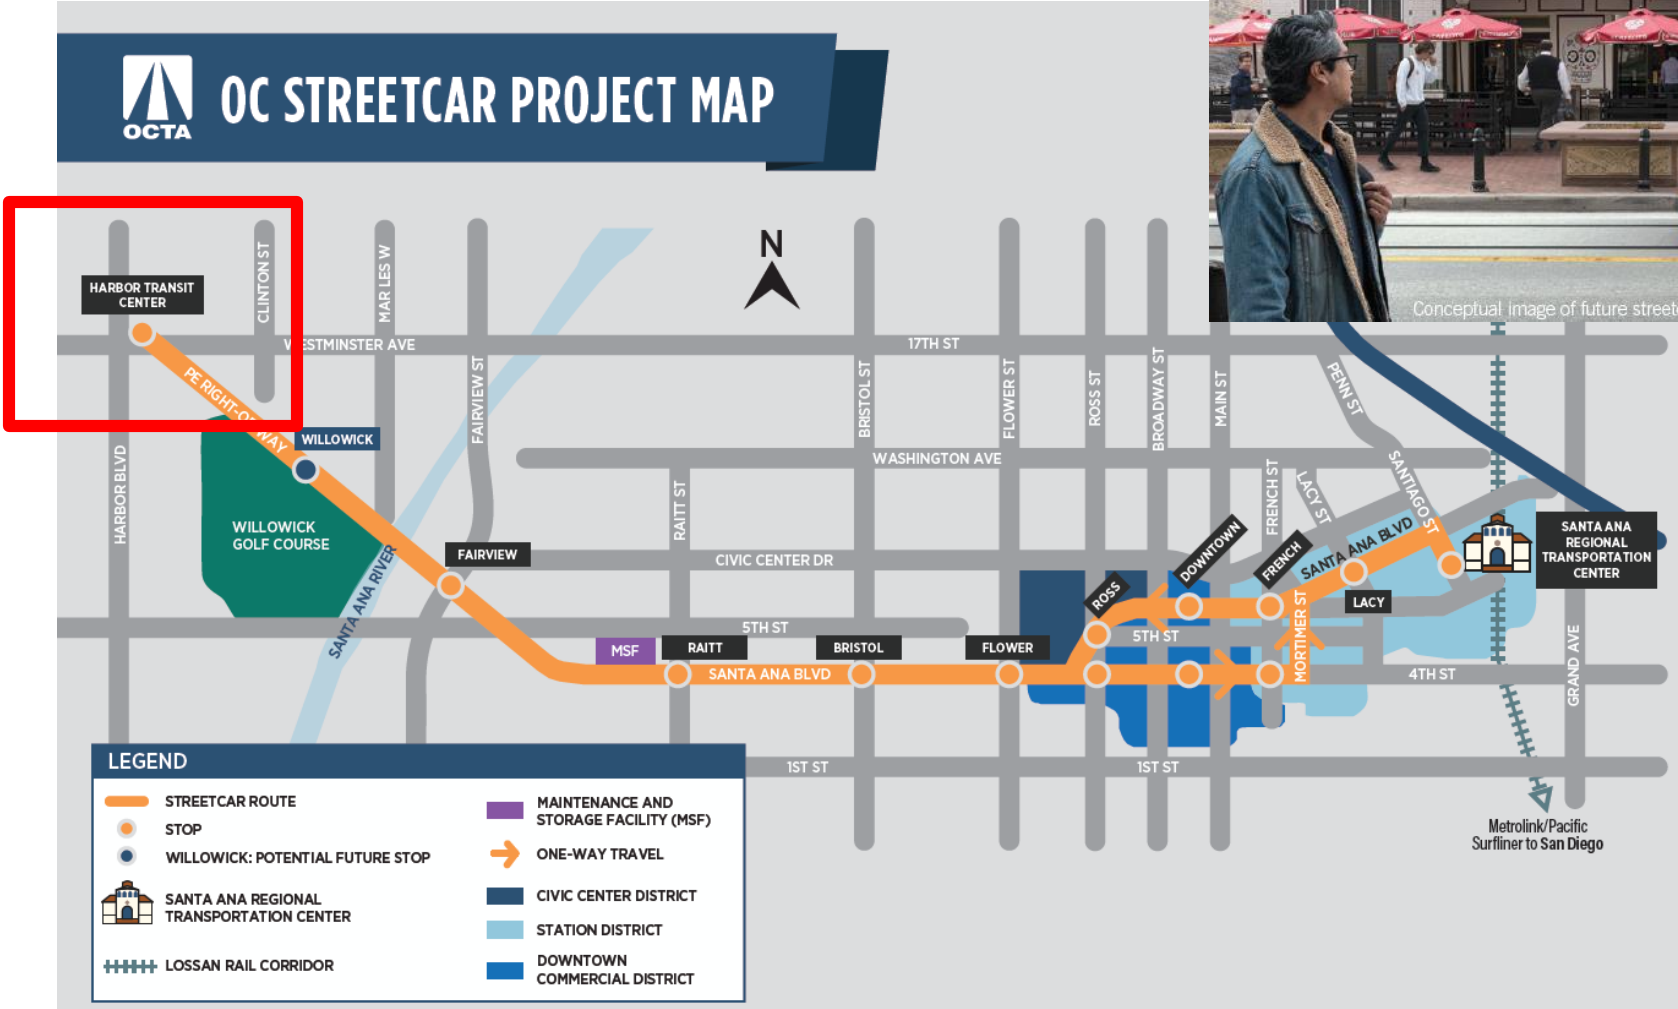 OCTA
OC STREETCAR PROJECT MAP
Conceptual image of future
N
HARBOR TRANSIT
CENTER
CLINTON ST
MAR LES W
FAIRVIEW ST
WESTMINSTER AVE
17TH ST
PE RIGHT-OF-WAY
WILLOWICK
HARBOR BLVD
WILLOWICK
GOLF COURSE
SANTA ANA RIVER
FAIRVIEW
BRISTOL ST
FLOWER ST
ROSS ST
BROADWAY ST
MAIN ST
PENN ST
WASHINGTON AVE
RAITT ST
FRENCH ST
LACY ST
SANTIAGO ST
CIVIC CENTER DR
DOWNTOWN
FRENCH
SANTA ANA BLVD
SANTA ANA
REGIONAL
TRANSPORTATION
CENTER
ROSS
LACY
5TH ST
5TH ST
MORTIMER ST
GRAND AVE
MSF
RAITT
BRISTOL
FLOWER
SANTA ANA BLVD
4TH ST
1ST ST
1ST ST
Metrolink/Pacific
Surfliner to San Diego
LEGEND
STREETCAR ROUTE
STOP
WILLOWICK: POTENTIAL FUTURE STOP
SANTA ANA REGIONAL
TRANSPORTATION CENTER
LOSSAN RAIL CORRIDOR
MAINTENANCE AND
STORAGE FACILITY (MSF)
ONE-WAY TRAVEL
CIVIC CENTER DISTRICT
STATION DISTRICT
DOWNTOWN
COMMERCIAL DISTRICT